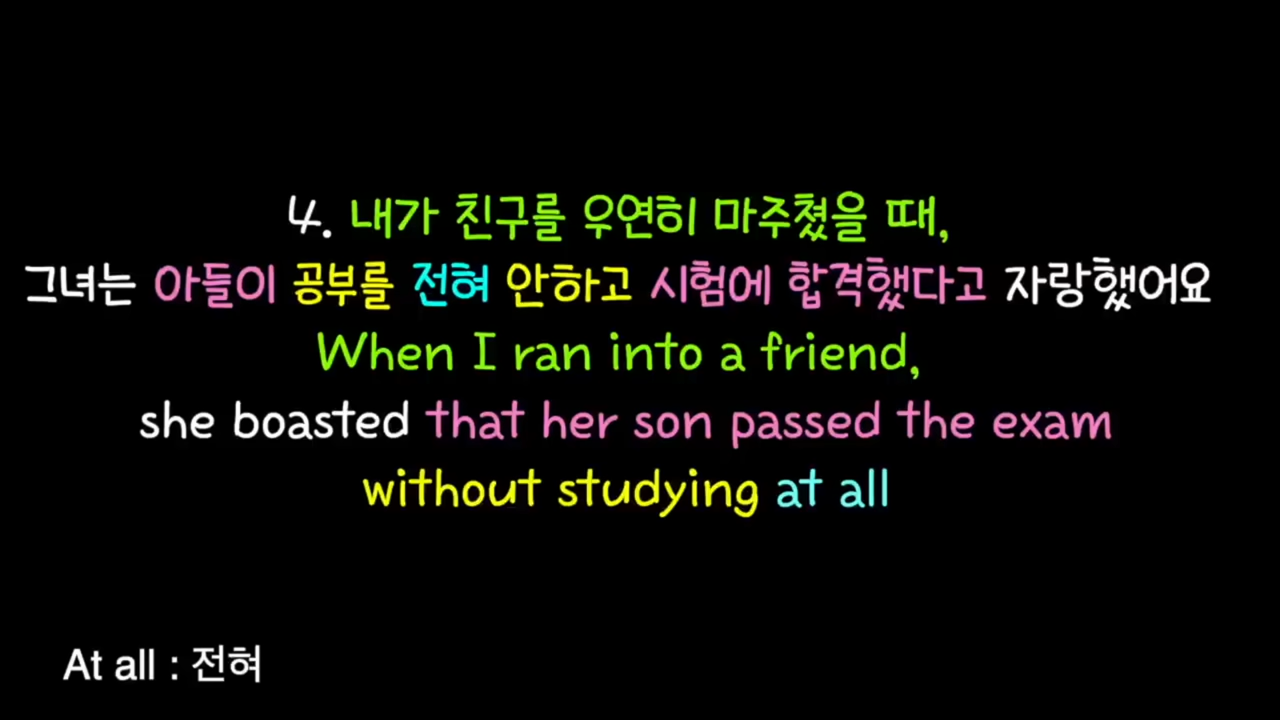 4. 내가 친구를 우연히 마주쳤을 때,
그녀는 아들이 공부를 전혀 안하고 시험에 합격했다고 자랑했어요
When I ran into a friend,
she boasted that her son passed the exam
without studying at all
At all : 전혀